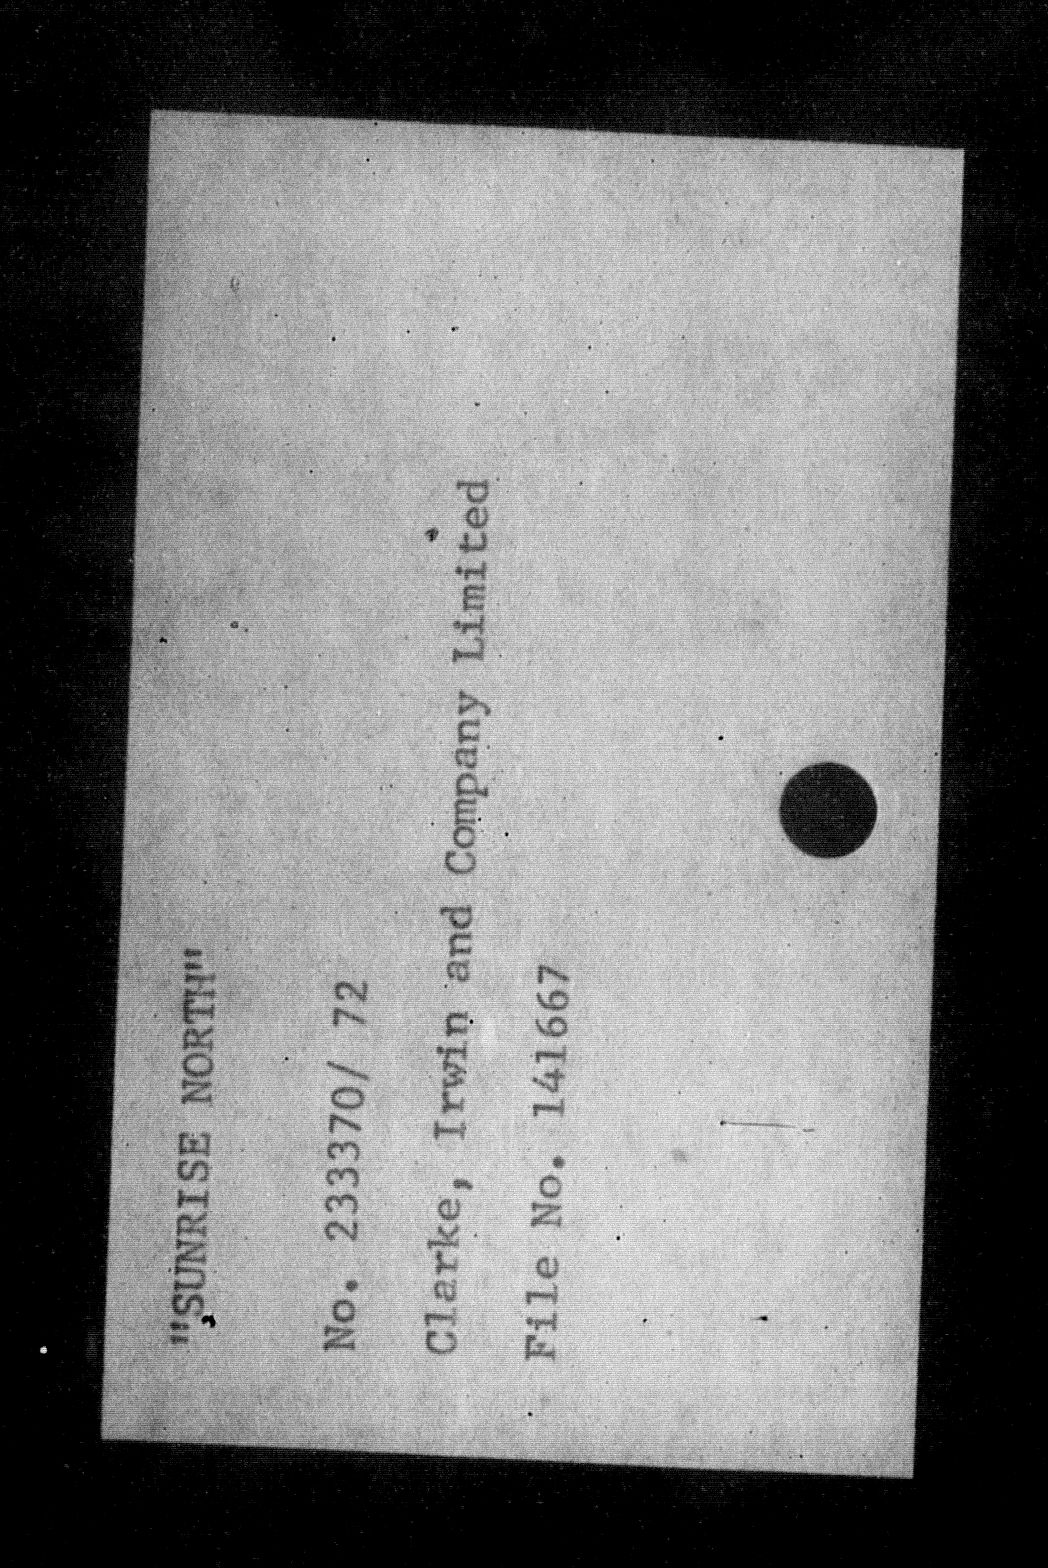 "SUNRISE NORTH"
No. 233370/ 72
Clarke, Irwin and Company Limited
File No. 141667